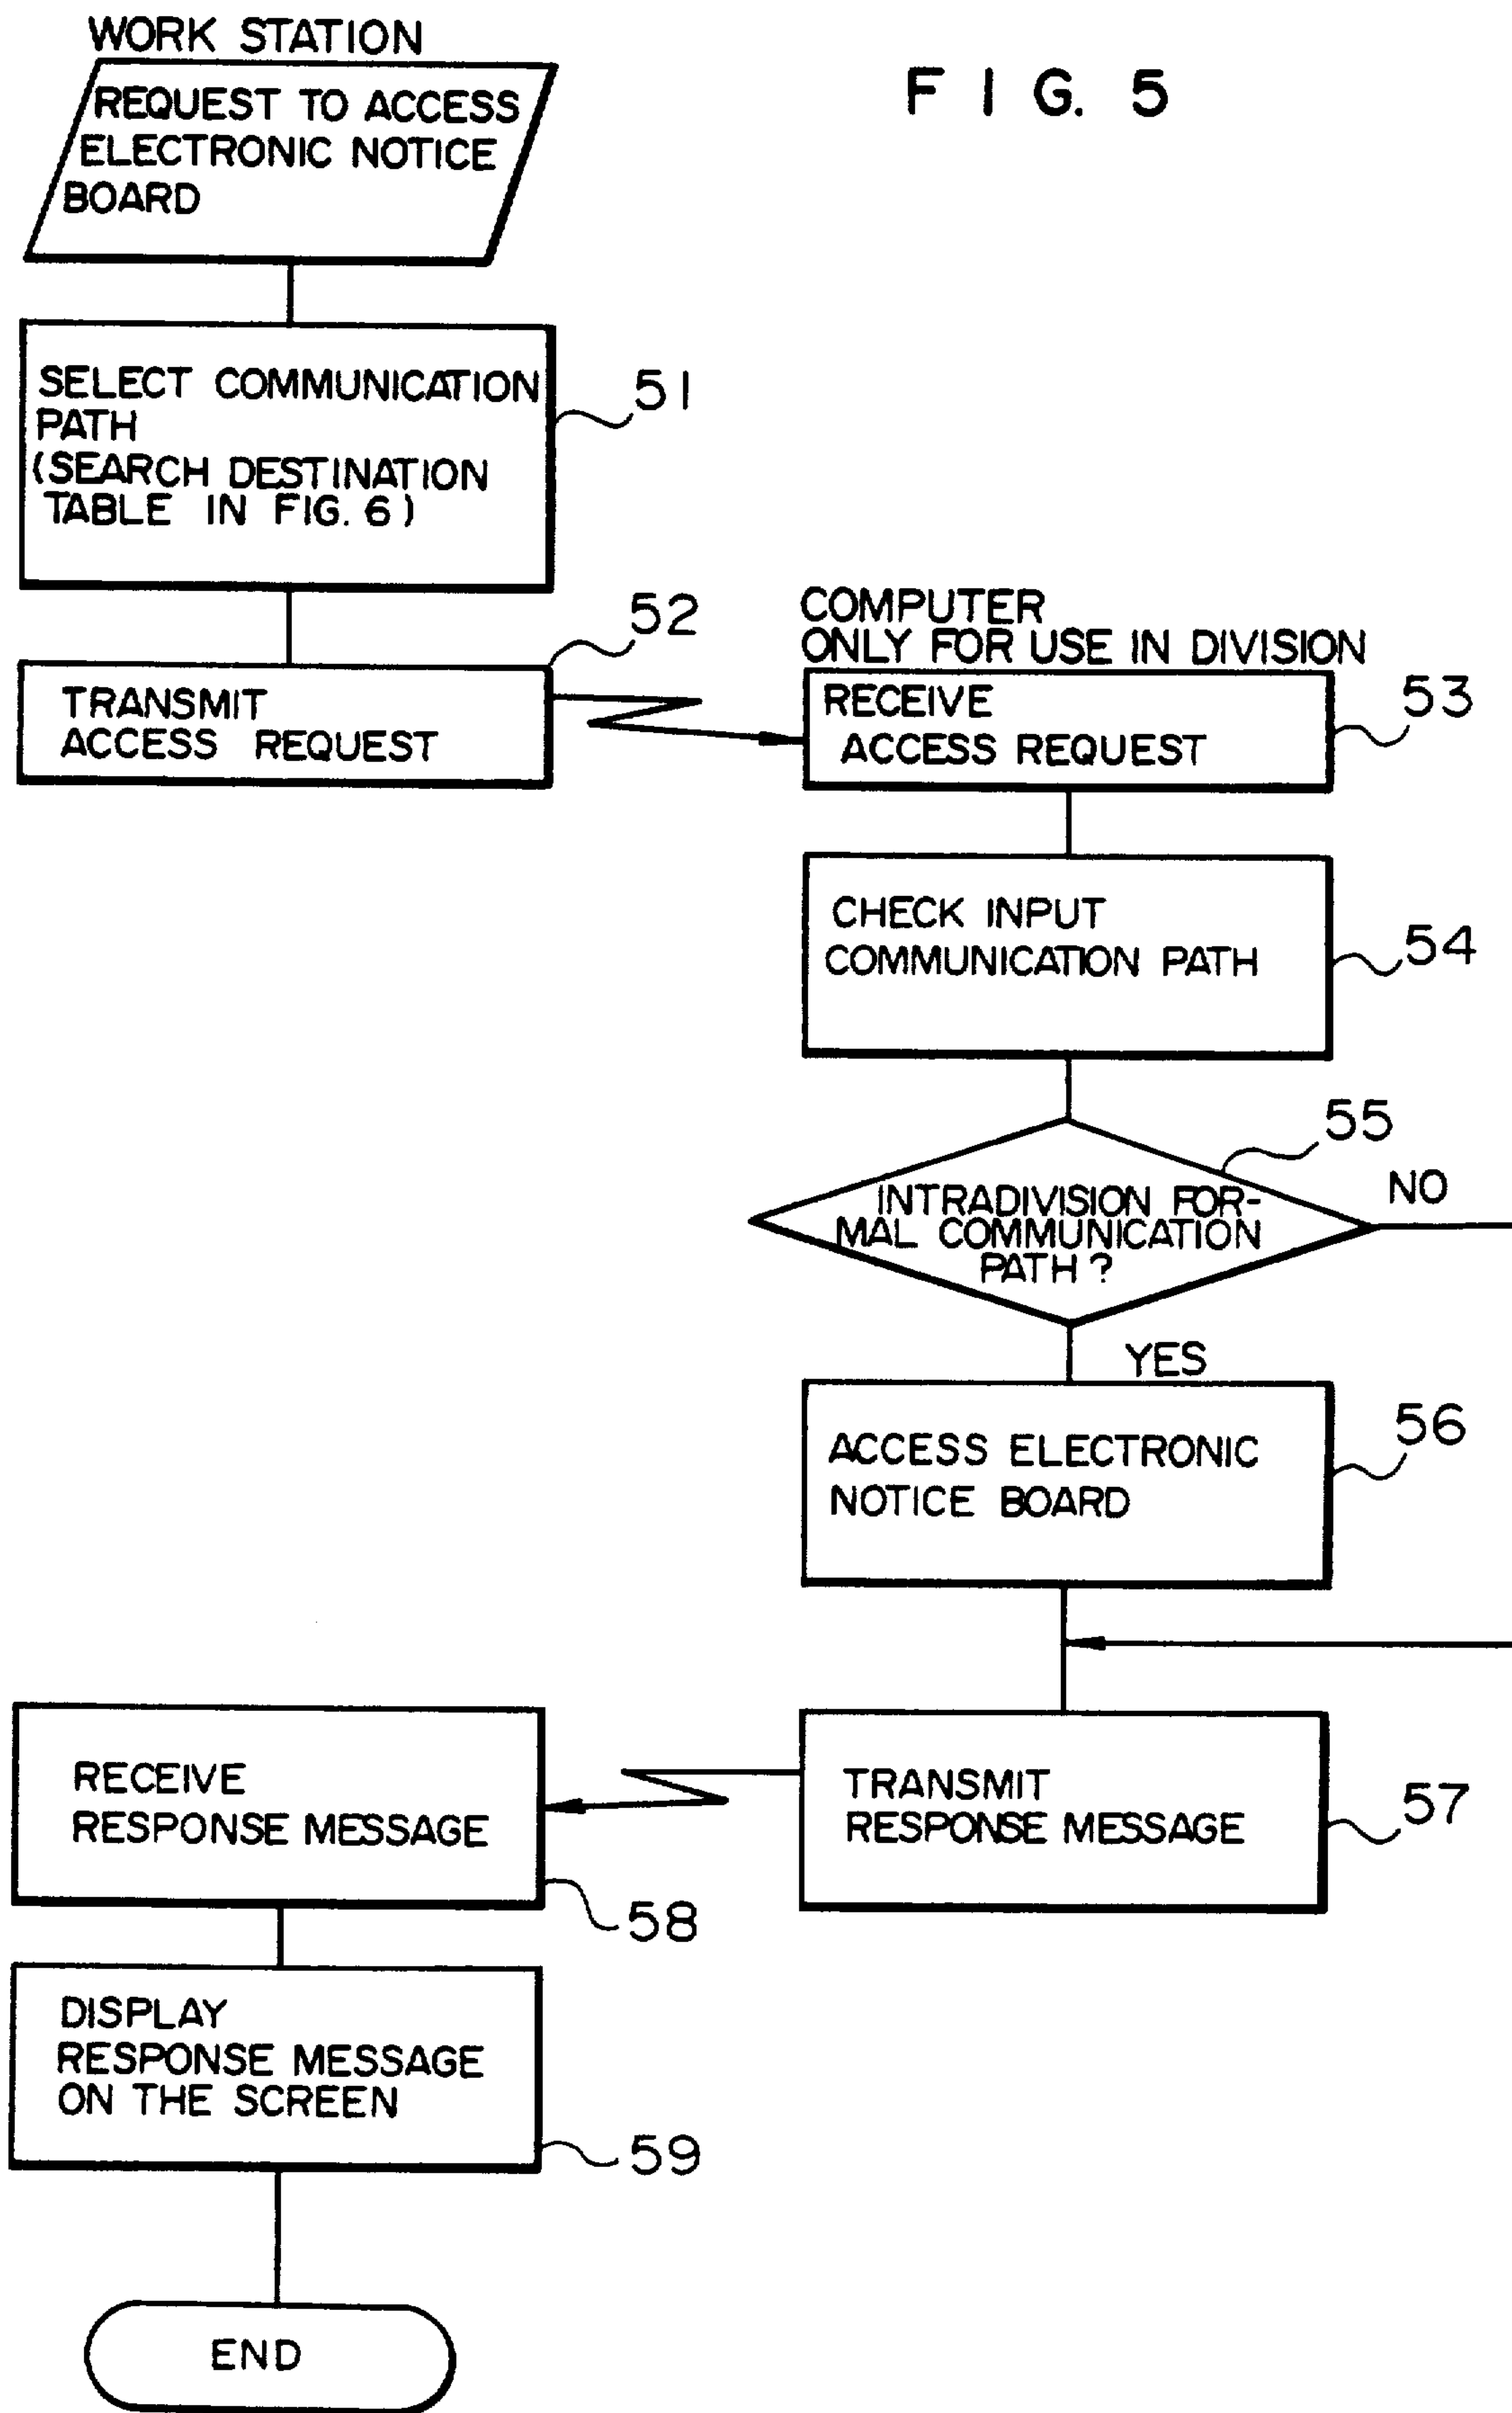 WORK STATION
F I G. 5
REQUEST TO ACCESS
ELECTRONIC NOTICE
BOARD
SELECT COMMUNICATION
PATH
(SEARCH DESTINATION
TABLE IN FIG. 6)
51
52
TRANSMIT
ACCESS REQUEST
COMPUTER
ONLY FOR USE IN DIVISION
RECEIVE
ACCESS REQUEST
53
CHECK INPUT
COMMUNICATION PATH
54
55
INTRADIVISION FOR-
MAL COMMUNICATION
PATH?
NO
YES
ACCESS ELECTRONIC
NOTICE BOARD
56
TRANSMIT
RESPONSE MESSAGE
57
RECEIVE
RESPONSE MESSAGE
58
DISPLAY
RESPONSE MESSAGE
ON THE SCREEN
59
END